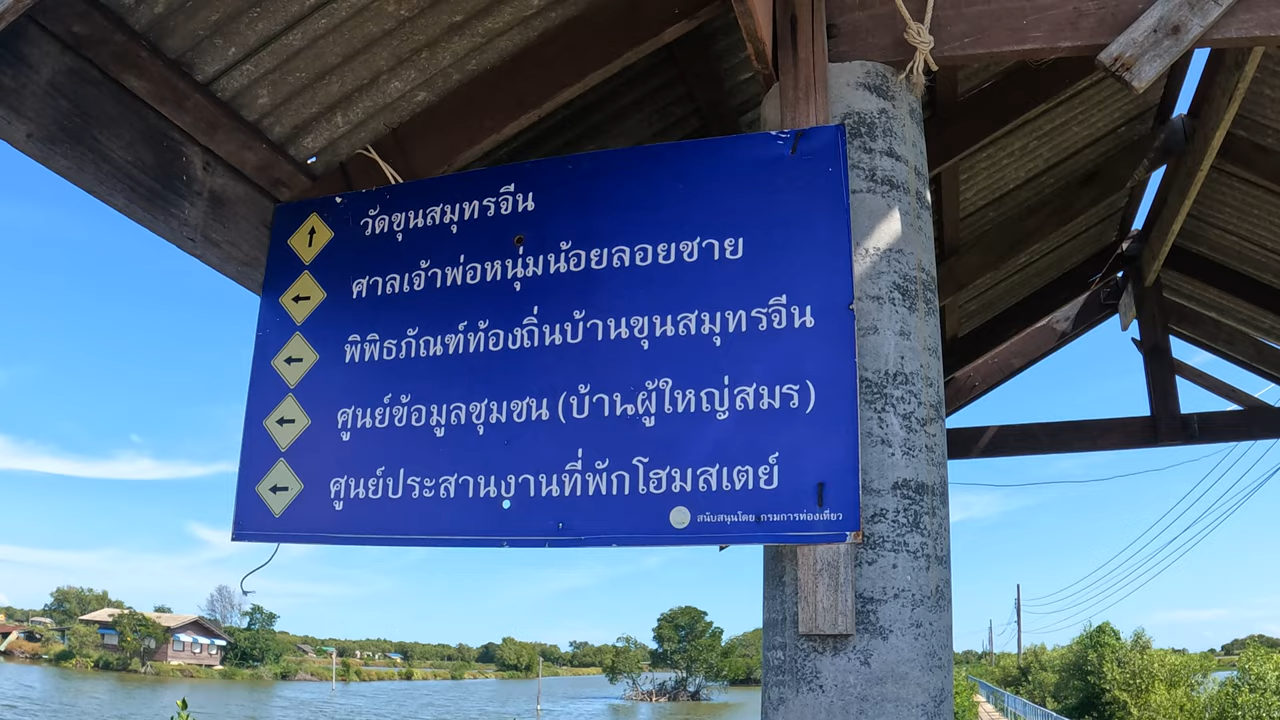 วัดขุนสมุทรจีน
ศาลเจ้าพ่อหนุ่มน้อยลอยชาย
พิพิธภัณฑ์ท้องถิ่นบ้านขุนสมุทรจีน
ศูนย์ข้อมูลชุมชน (บ้านผู้ใหญ่สมร)
ศูนย์ประสานงานที่พักโฮมสเตย์
สนับสนุนโดย กรมการท่องเที่ยว